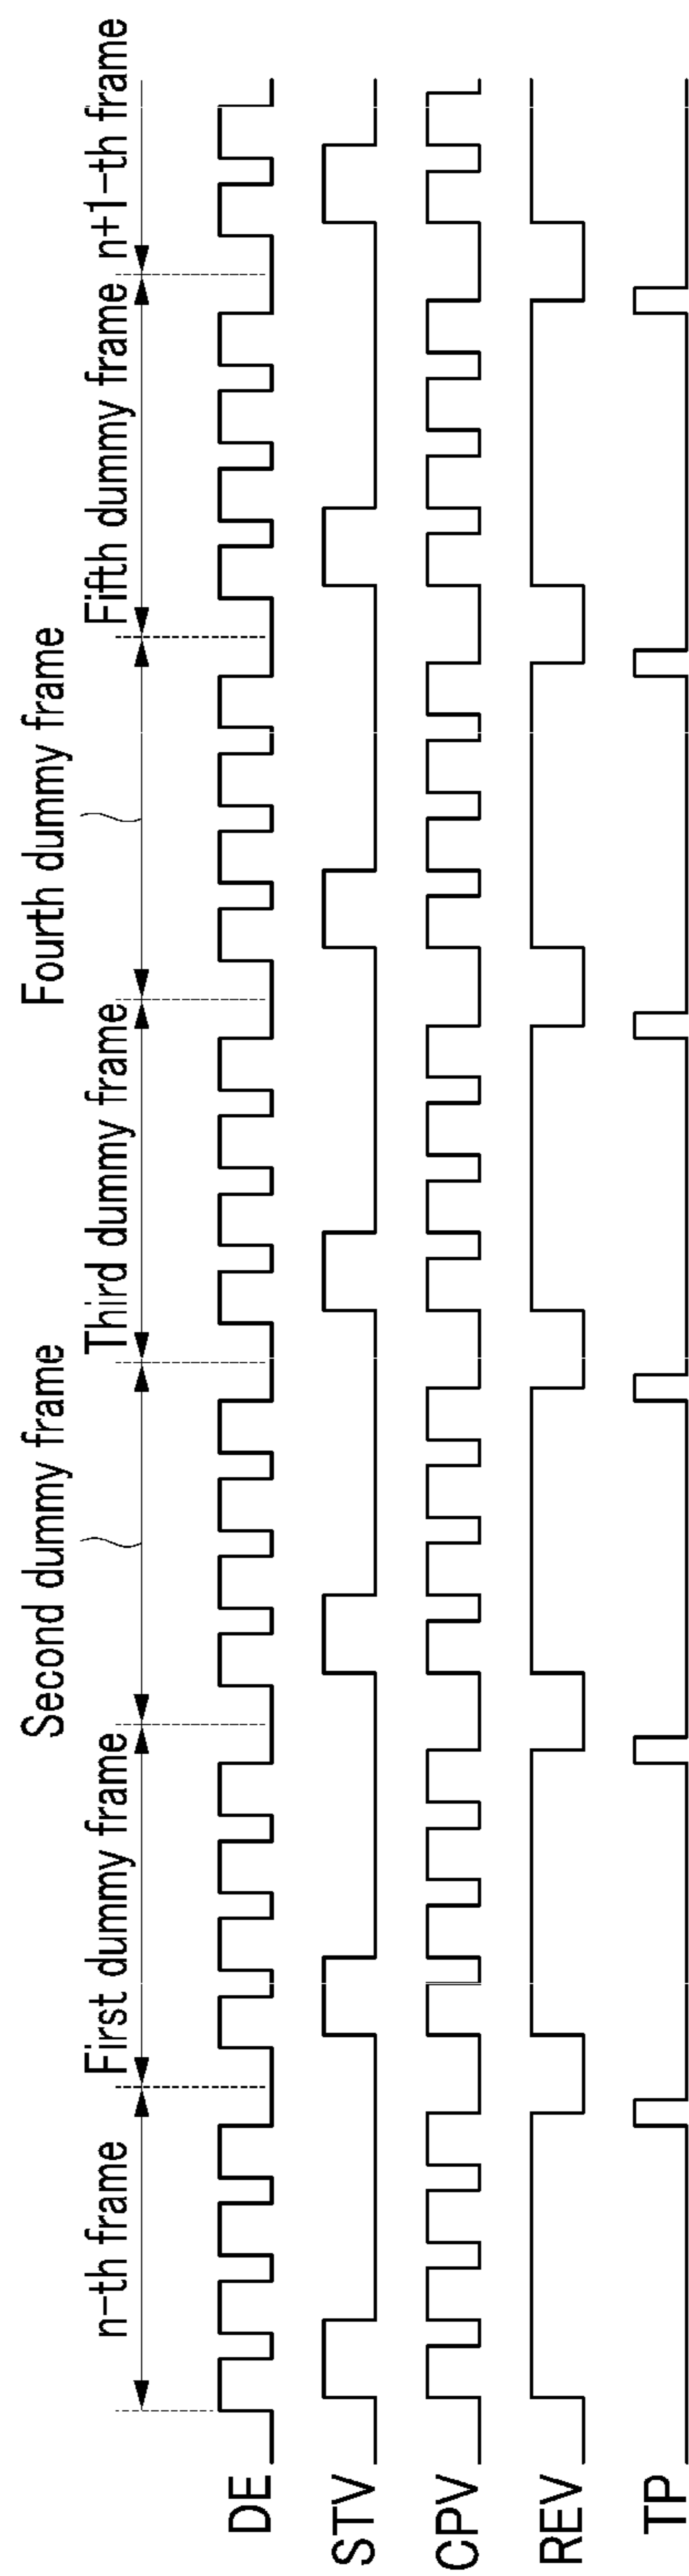 n-th frame
First dummy frame
Second dummy frame
Third dummy frame
Fourth dummy frame
Fifth dummy frame
n+1-th frame
DE
STV
CPV
REV
TP